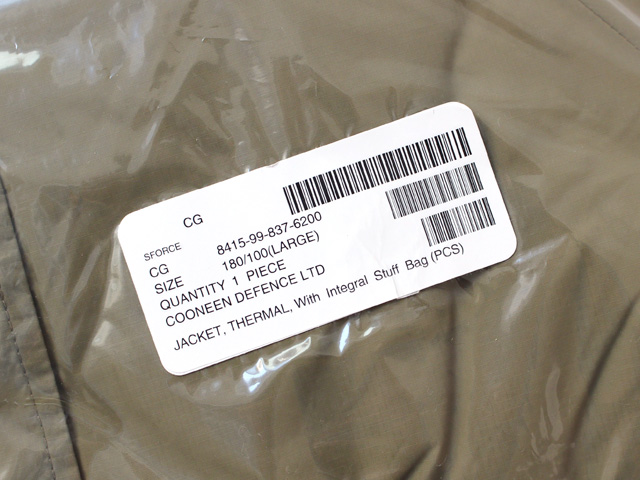 CG
SFORCE
CG 8415-99-837-6200
SIZE 180/100(LARGE)
QUANTITY 1 PIECE
COONEEN DEFENCE LTD
JACKET, THERMAL, With Integral Stuff Bag (PCS)